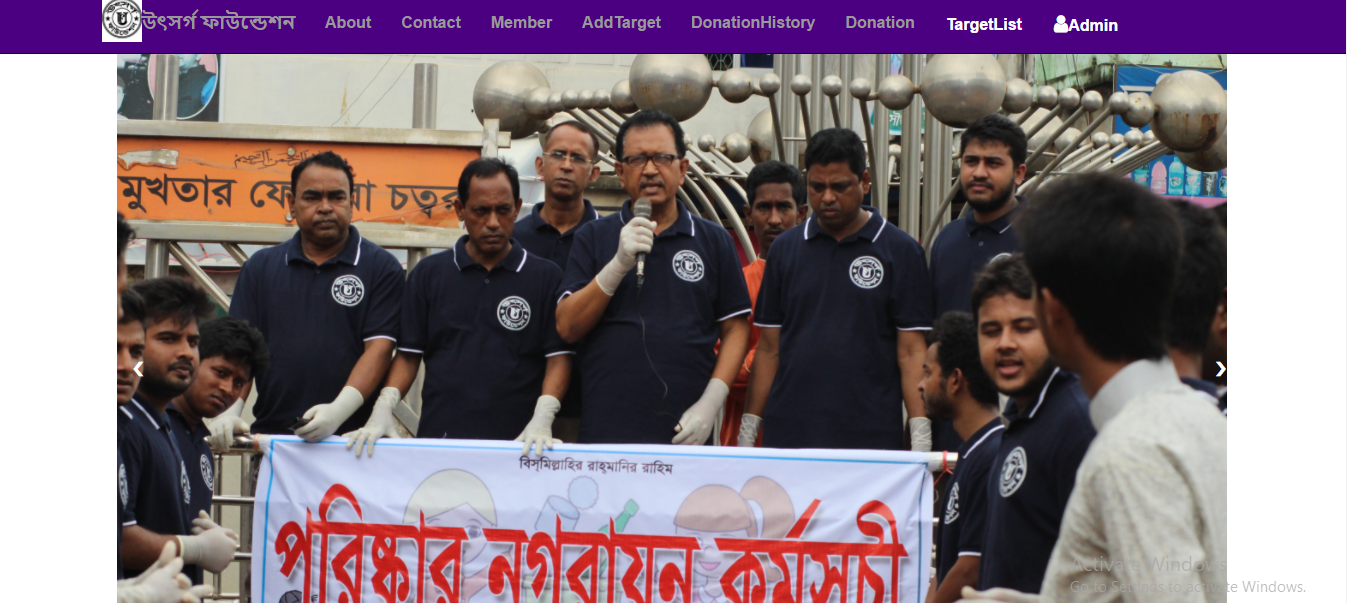 উৎসর্গ ফাউন্ডেশন About Contact Member AddTarget DonationHistory Donation TargetList Admin
বিস্‌মিল্লাহির রাহ্‌মানির রাহিম
পরিষ্কার নগরায়ন কর্মসূচী
মুখতার চত্বর
Activate Windows
Go to Settings to activate Windows.